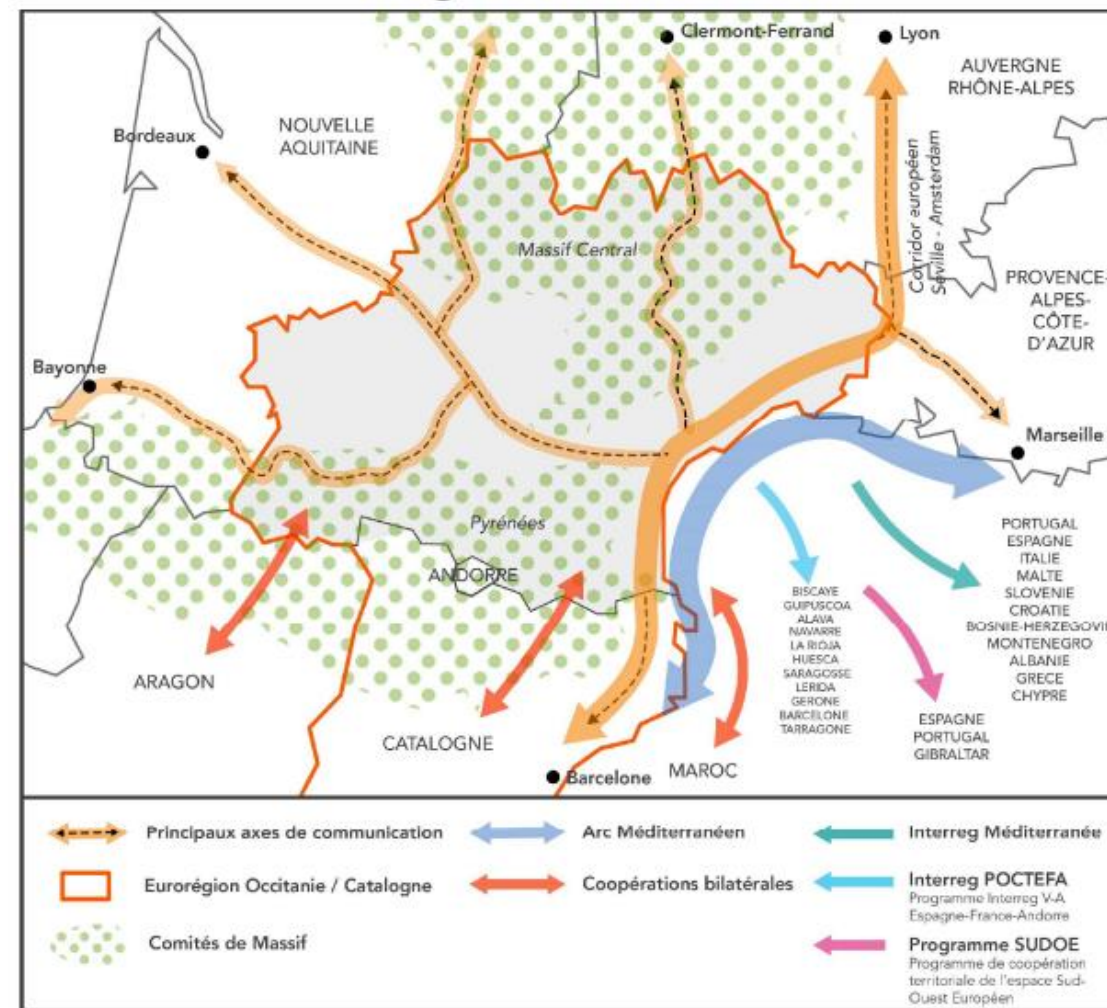 Clermont-Ferrand
Lyon
AUVERGNE
RHÔNE-ALPES
Bordeaux
NOUVELLE
AQUITAINE
Corridor européen
Séville - Amsterdam
Massif Central
PROVENCE-
ALPES-
CÔTE-
D'AZUR
Bayonne
Marseille
Pyrénées
ANDORRE
PORTUGAL
ESPAGNE
ITALIE
MALTE
SLOVENIE
CROATIE
BOSNIE-HERZEGOVIE
MONTENEGRO
ALBANIE
GRECE
CHYPRE
BISCAYE
GUIPUSCOA
ALAVA
NAVARRE
LA RIOJA
HUESCA
SARAGOSSE
LERIDA
GERONE
BARCELONE
TARRAGONE
ARAGON
ESPAGNE
PORTUGAL
GIBRALTAR
CATALOGNE
MAROC
Barcelone
Principaux axes de communication
Eurorégion Occitanie / Catalogne
Comités de Massif
Arc Méditerranéen
Coopérations bilatérales
Interreg Méditerranée
Interreg POCTEFA
Programme Interreg V-A
Espagne-France-Andorre
Programme SUDOE
Programme de coopération
territoriale de l'espace Sud-
Ouest Européen